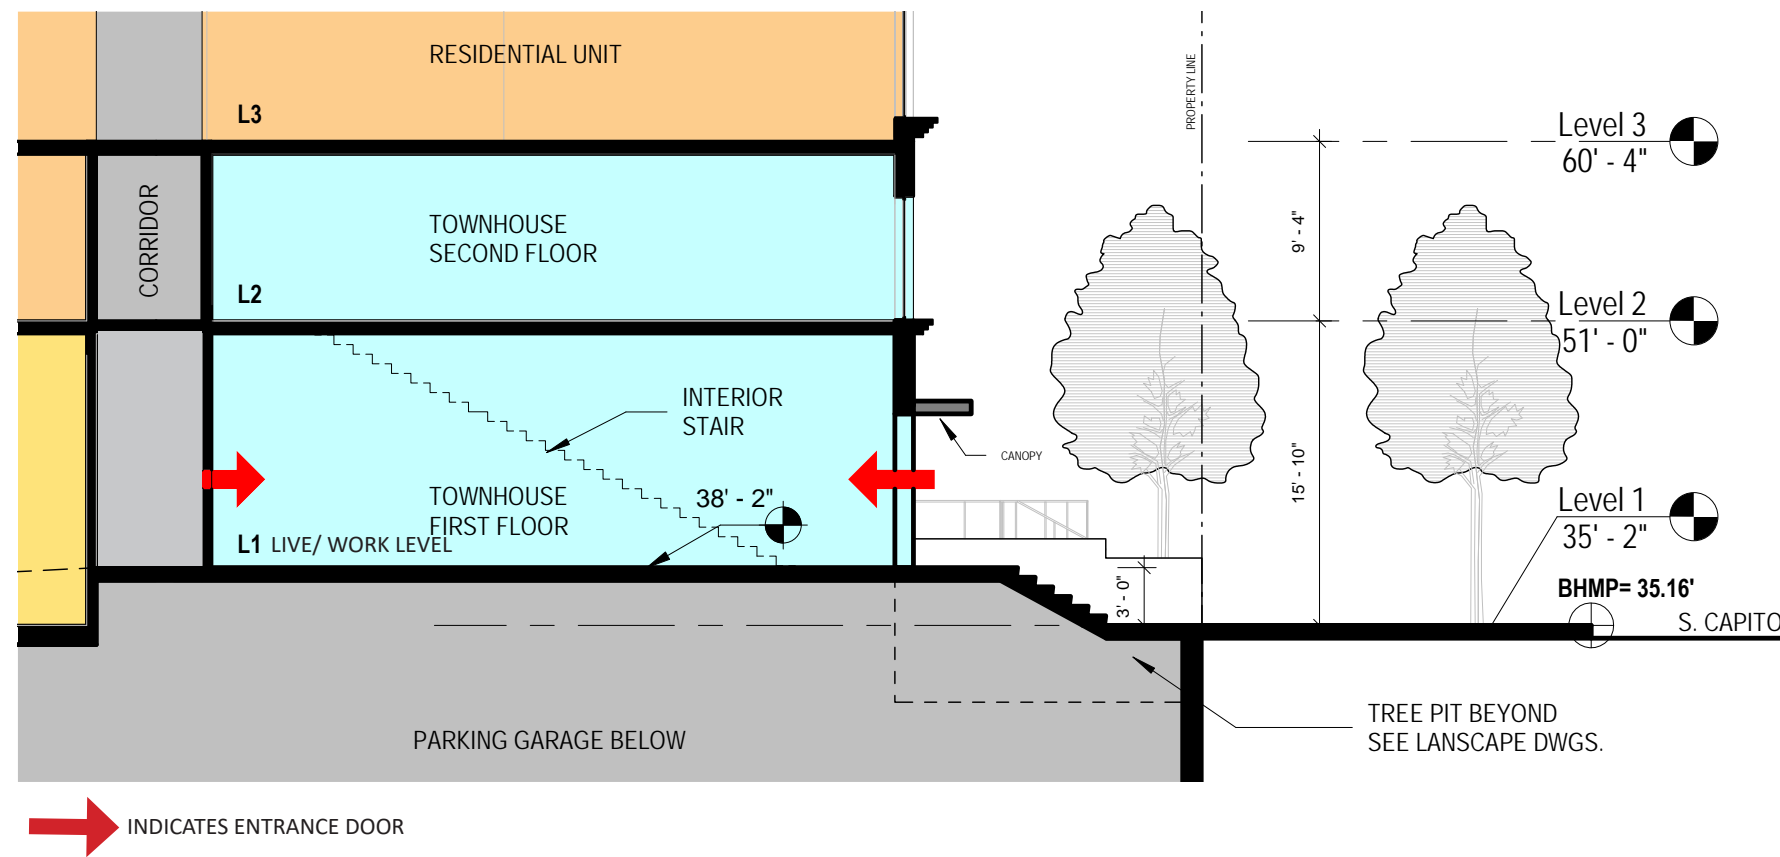 RESIDENTIAL UNIT
L3
PROPERTY LINE
Level 3
60' - 4"
CORRIDOR
TOWNHOUSE
SECOND FLOOR
9' - 4"
L2
Level 2
51' - 0"
INTERIOR
STAIR
CANOPY
TOWNHOUSE
FIRST FLOOR
38' - 2"
15' - 10"
Level 1
35' - 2"
L1 LIVE/ WORK LEVEL
3' - 0"
BHMP= 35.16'
S. CAPITO
TREE PIT BEYOND
SEE LANSCAPE DWGS.
PARKING GARAGE BELOW
INDICATES ENTRANCE DOOR